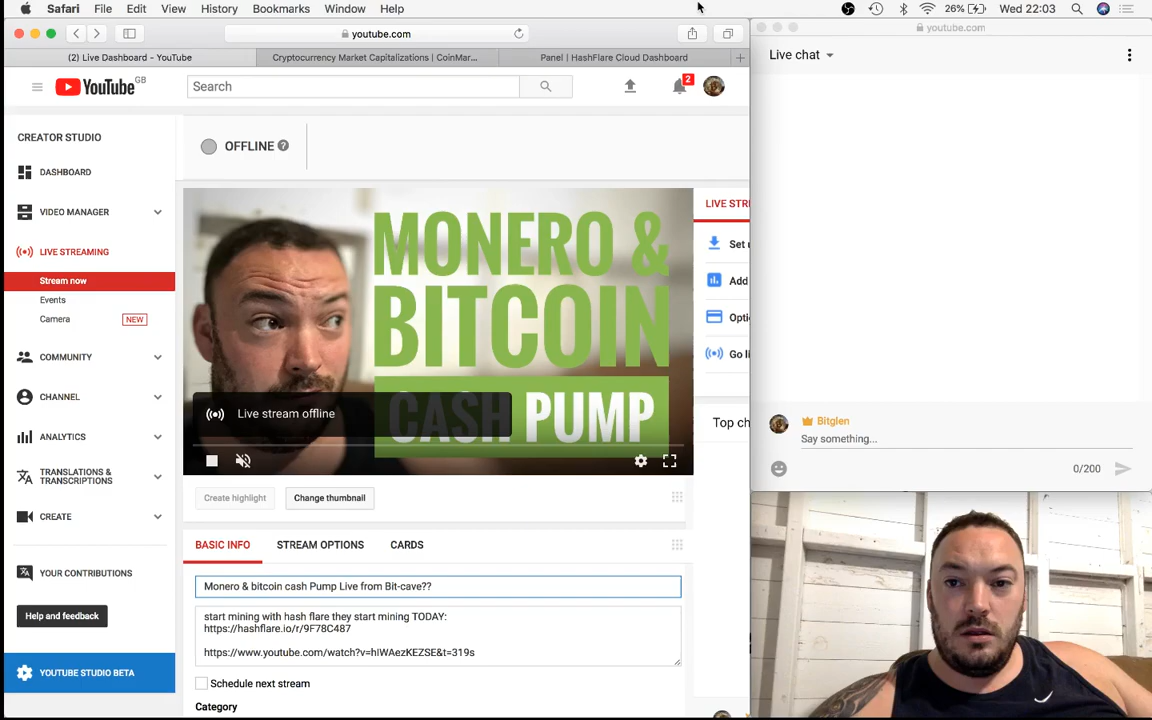 Safari File Edit View History Bookmarks Window Help
26% Wed 22:03
youtube.com
youtube.com
(2) Live Dashboard - YouTube
Cryptocurrency Market Capitalizations | CoinMar...
Panel | HashFlare Cloud Dashboard
Live chat
YouTube GB
Search
2
CREATOR STUDIO
OFFLINE ?
DASHBOARD
VIDEO MANAGER
LIVE STREAMING
Stream now
Events
Camera NEW
COMMUNITY
CHANNEL
ANALYTICS
TRANSLATIONS &
TRANSCRIPTIONS
CREATE
YOUR CONTRIBUTIONS
Help and feedback
YOUTUBE STUDIO BETA
MONERO &
BITCOIN
CASH PUMP
Live stream offline
LIVE STR
Set u
Add
Opti
Go li
Top ch
Create highlight
Change thumbnail
BASIC INFO STREAM OPTIONS CARDS
Monero & bitcoin cash Pump Live from Bit-cave??
start mining with hash flare they start mining TODAY:
https://hashflare.io/r/9F78C487
https://www.youtube.com/watch?v=hIWAezKEZSE&t=319s
Schedule next stream
Category
Bitglen
Say something...
0/200